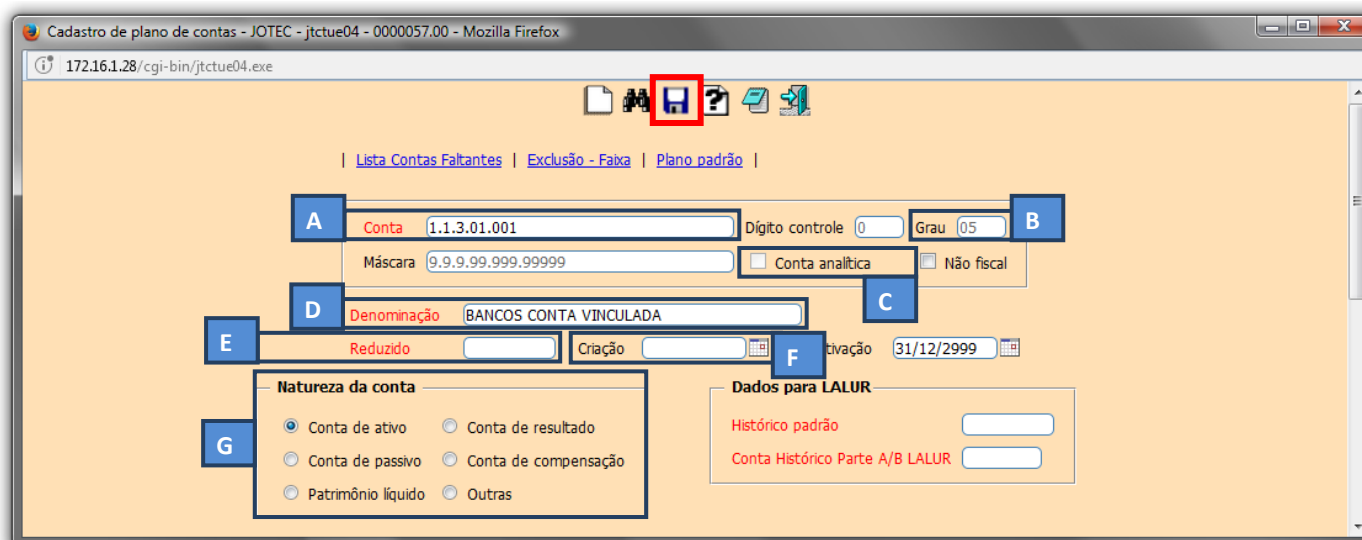 Cadastro de plano de contas - JOTEC - jtctue04 - 0000057.00 - Mozilla Firefox
172.16.1.28/cgi-bin/jtctue04.exe
| Lista Contas Faltantes | Exclusão - Faixa | Plano padrão |
A Conta 1.1.3.01.001 Dígito controle 0 Grau 05 B
Máscara 9.9.9.99.999.99999 Conta analítica Não fiscal
C
D Denominação BANCOS CONTA VINCULADA
E Reduzido Criação F tivação 31/12/2999
Natureza da conta Dados para LALUR
Conta de ativo Conta de resultado Histórico padrão
G
Conta de passivo Conta de compensação Conta Histórico Parte A/B LALUR
Patrimônio líquido Outras